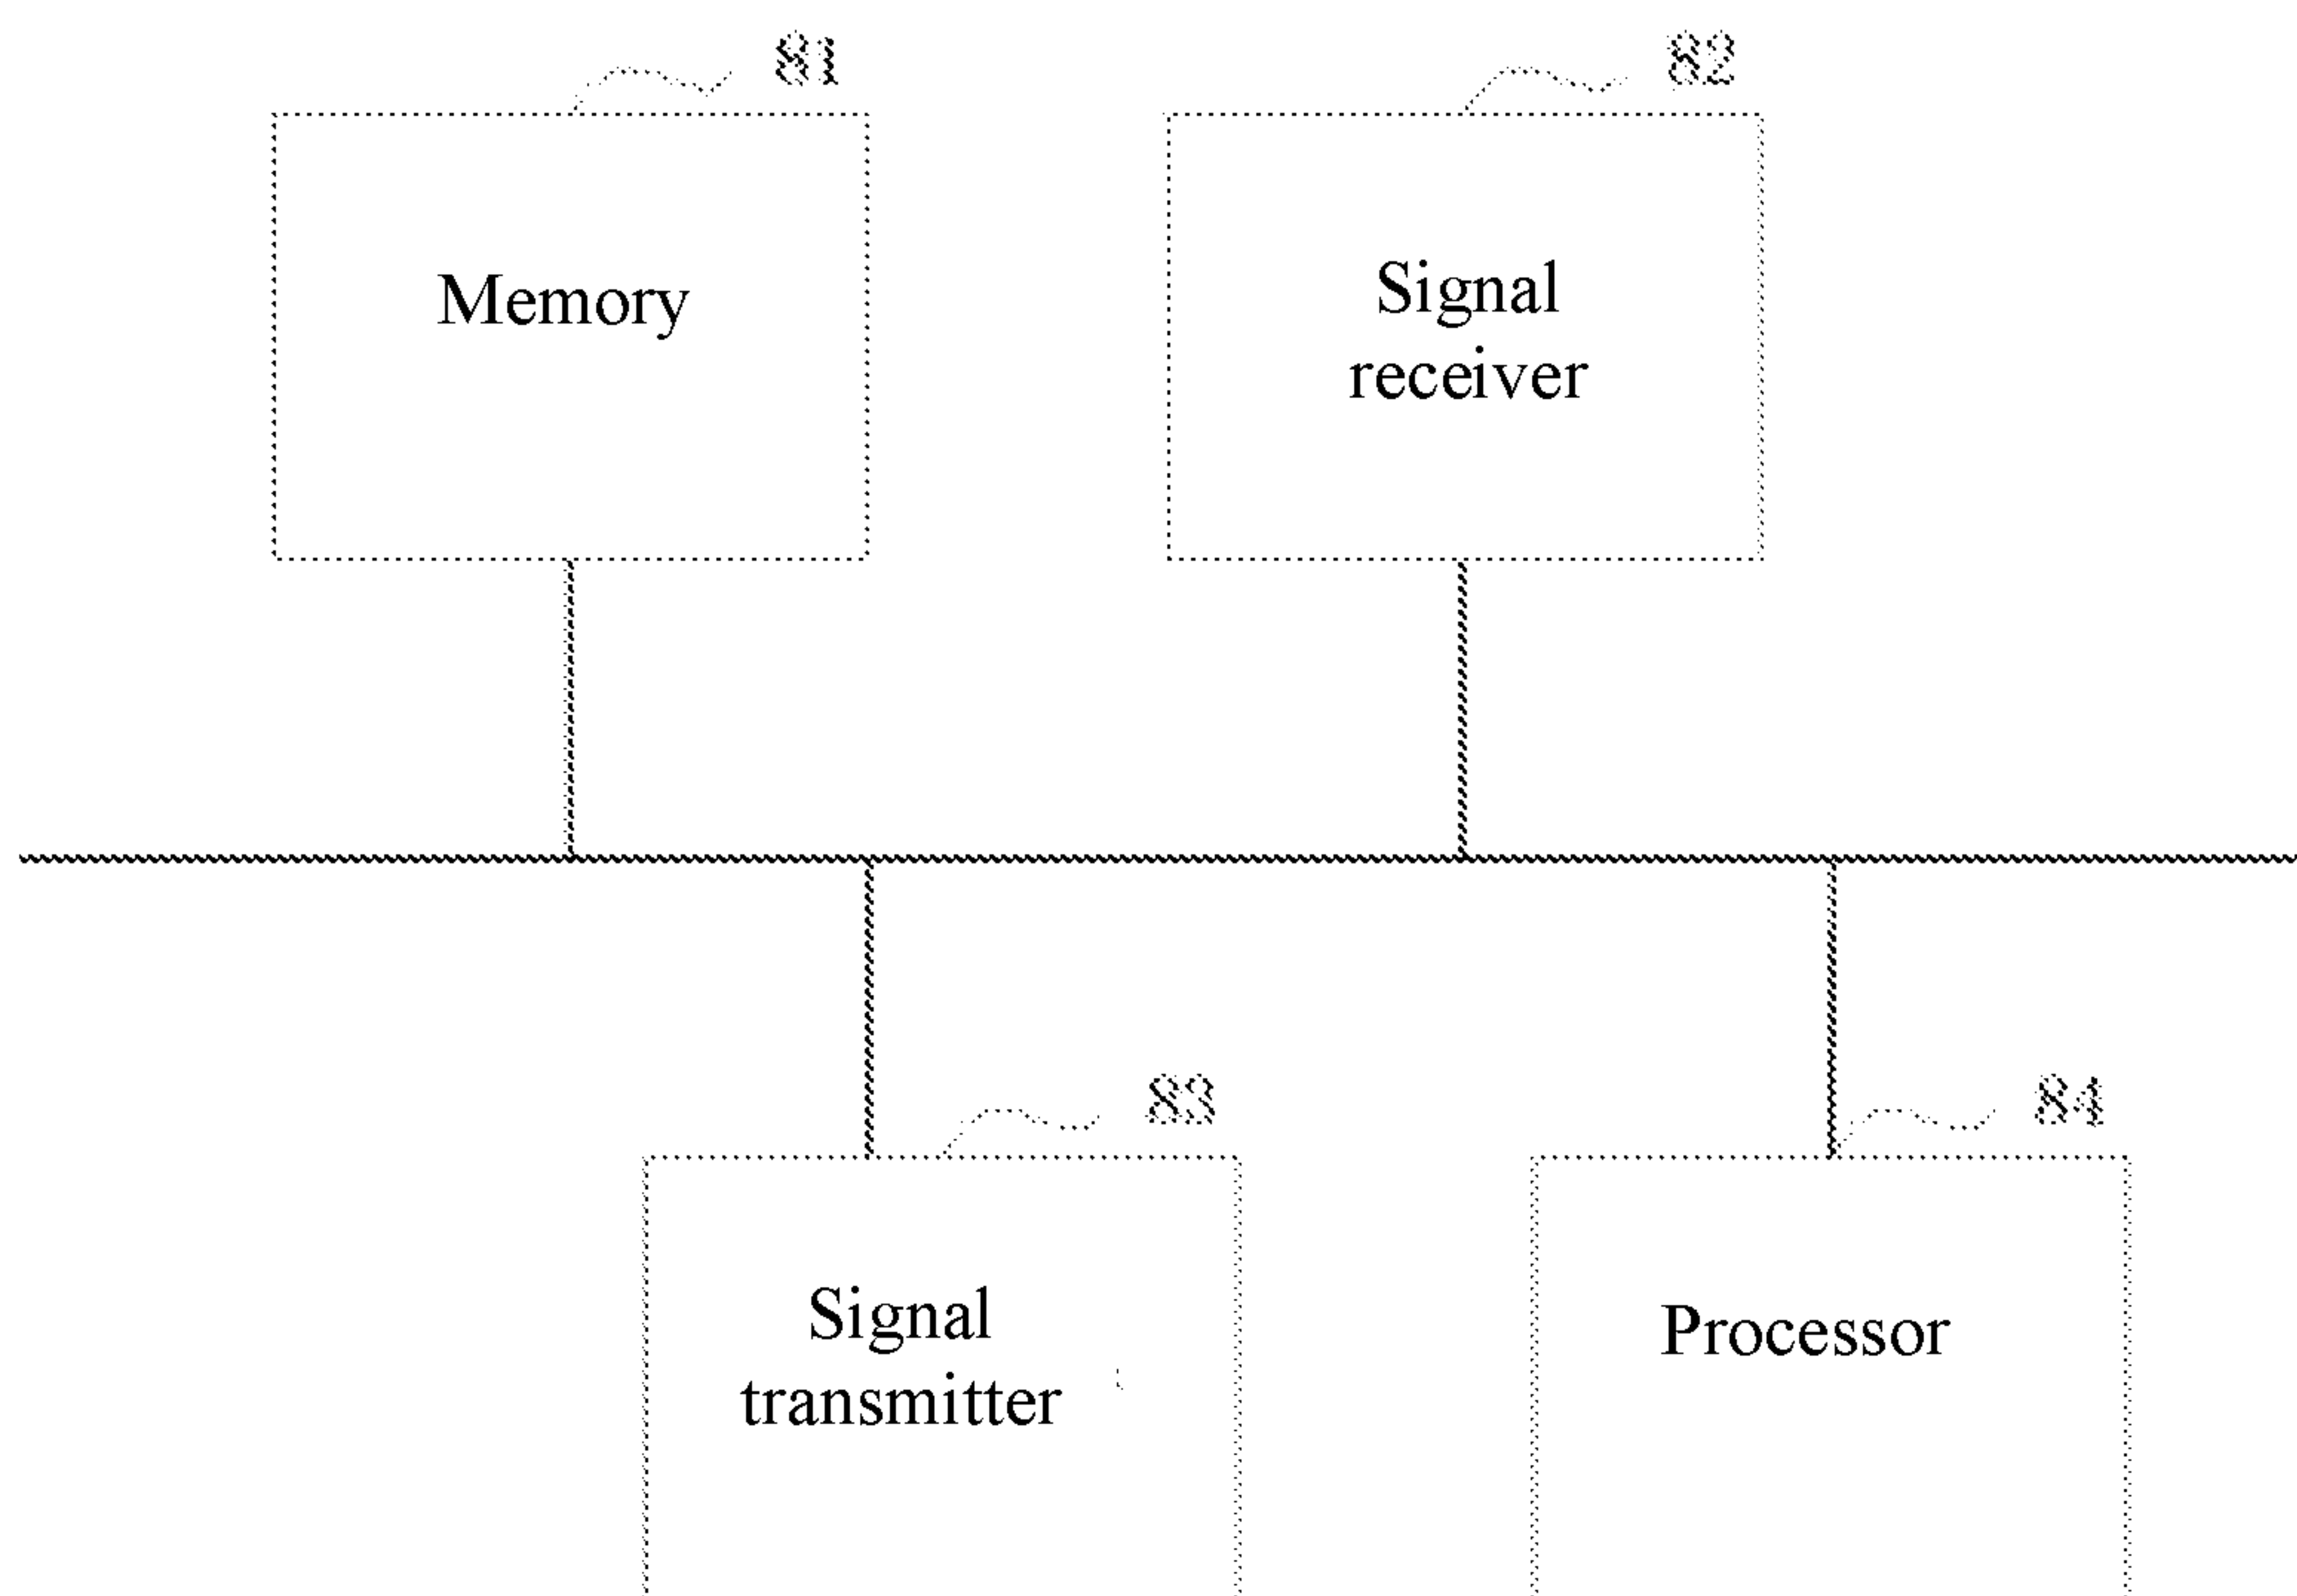 81
82
Memory
Signal
receiver
83
84
Signal
transmitter
Processor